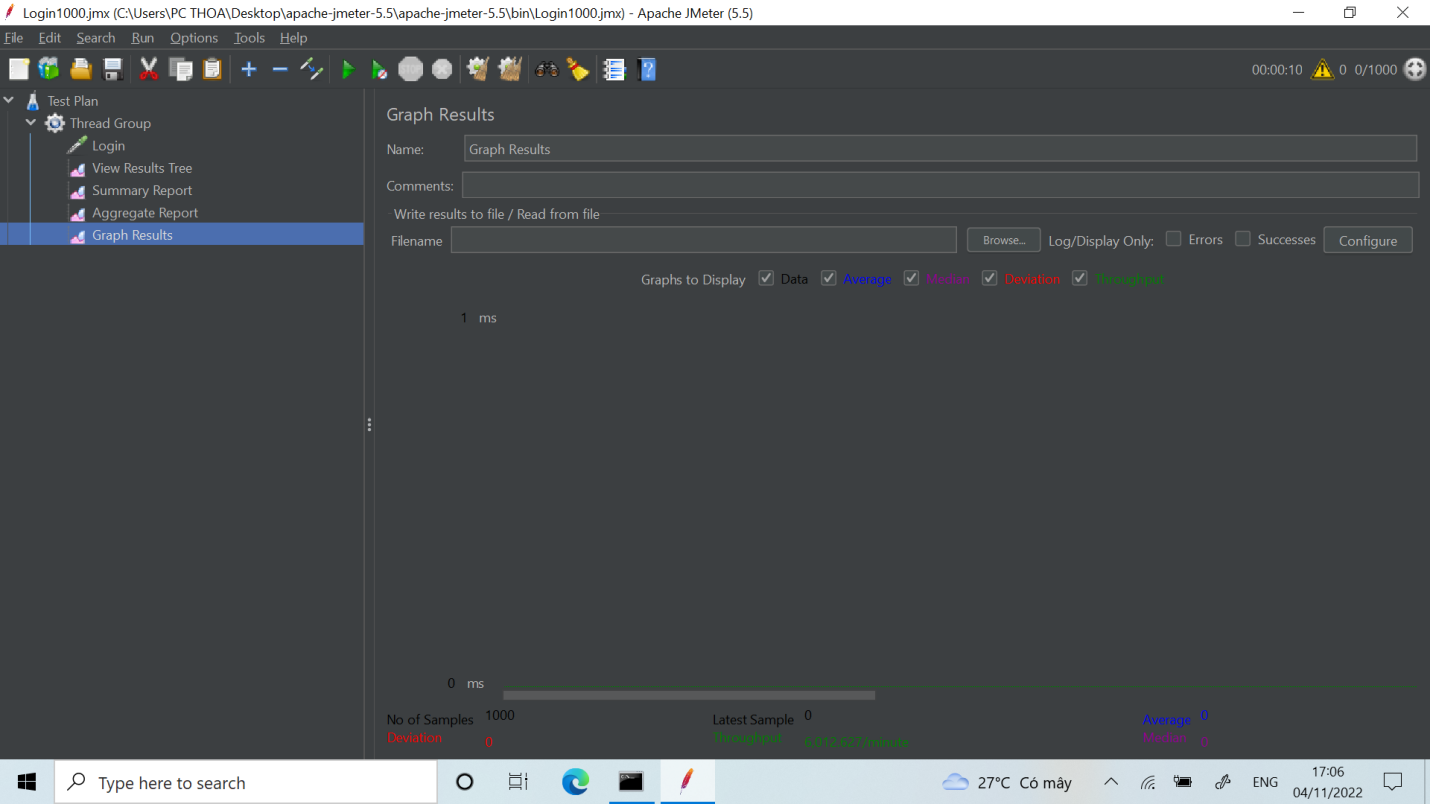 Login1000.jmx (C:\Users\PC THOA\Desktop\apache-jmeter-5.5\apache-jmeter-5.5\bin\Login1000.jmx) - Apache JMeter (5.5)
File Edit Search Run Options Tools Help
STOP 00:00:10 0 0/1000
Test Plan
Thread Group
Login
View Results Tree
Summary Report
Aggregate Report
Graph Results
Graph Results
Name: Graph Results
Comments:
Write results to file / Read from file
Filename Browse... Log/Display Only: Errors Successes Configure
Graphs to Display Data Average Median Deviation Throughput
1 ms
0 ms
No of Samples 1000 Latest Sample 0 Average 0
Deviation 0 Throughput 6,012.627/minute Median 0
Type here to search 27°C Có mây ENG 17:06
04/11/2022